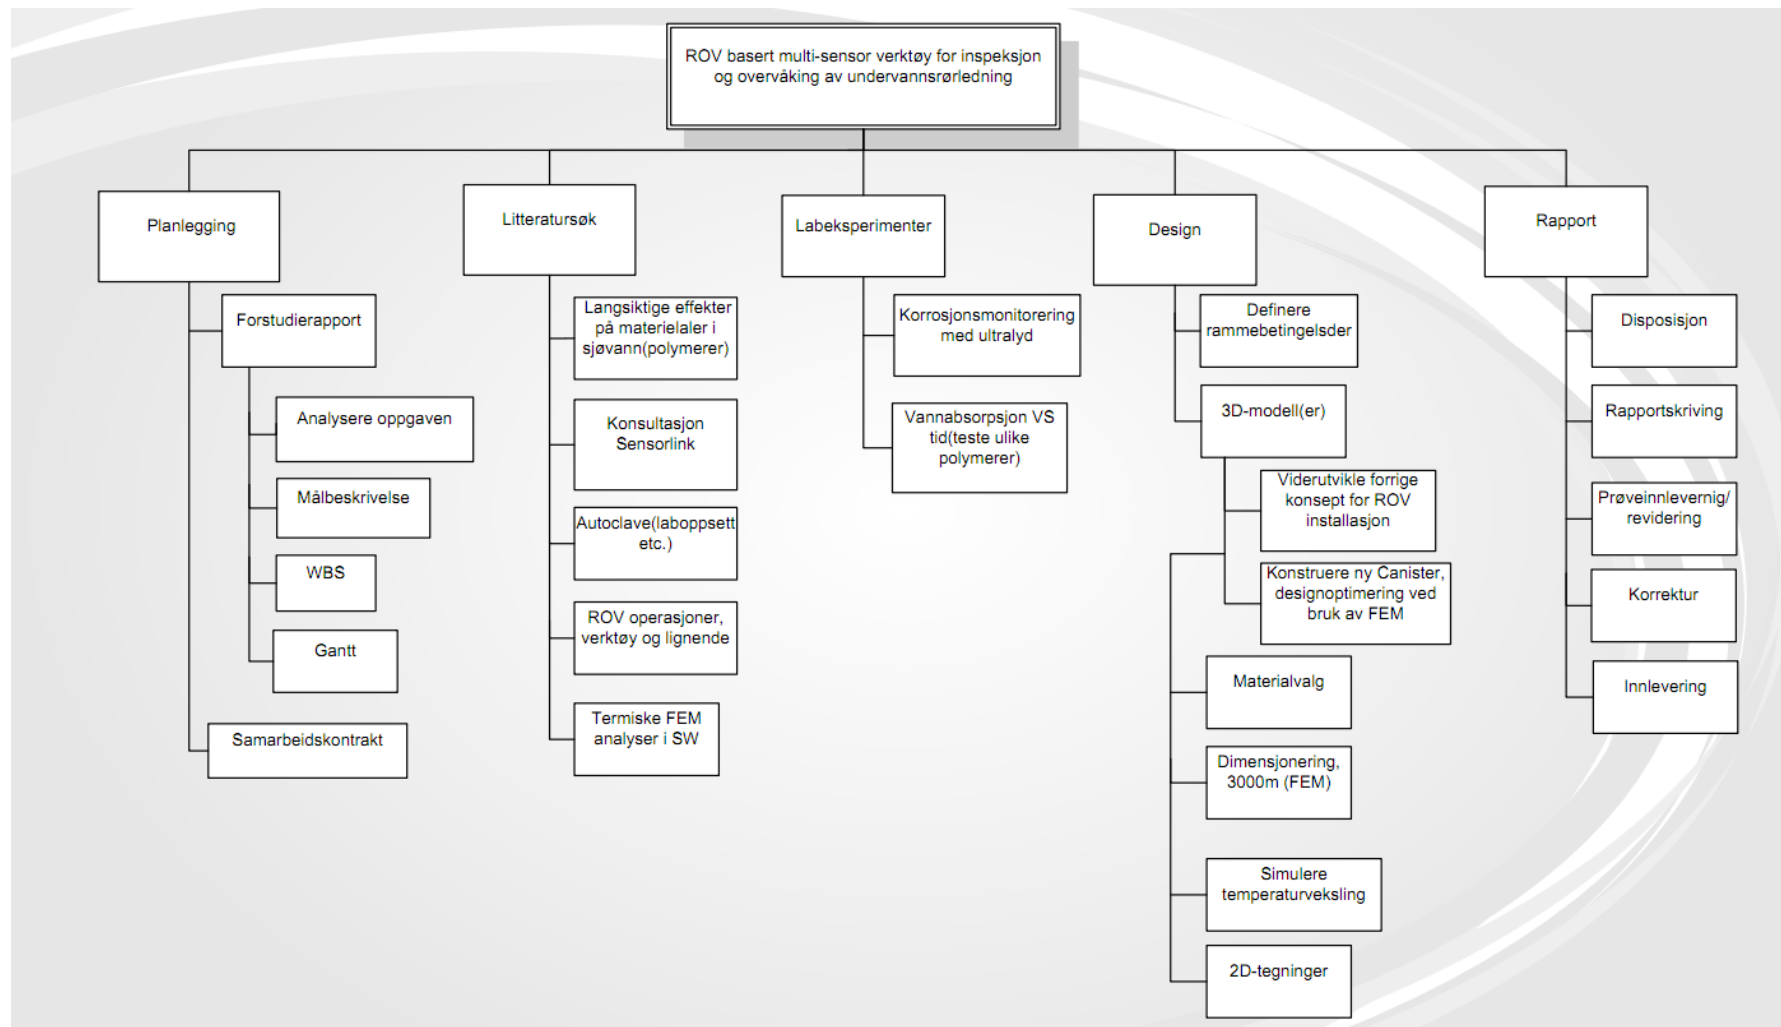 ROV basert multi-sensor verktøy for inspeksjon
og overvåking av undervannsrørledning
Planlegging
Forstudierapport
Analysere oppgaven
Målbeskrivelse
WBS
Gantt
Samarbeidskontrakt
Litteratursøk
Langsiktige effekter
på materielaler i
sjøvann(polymerer)
Konsultasjon
Sensorlink
Autoclave(laboppsett
etc.)
ROV operasjoner,
verktøy og lignende
Termiske FEM
analyser i SW
Labeksperimenter
Korrosjonsmonitorering
med ultralyd
Vannabsorpsjon VS
tid(teste ulike
polymerer)
Design
Definere
rammebetingelsder
3D-modell(er)
Viderutvikle forrige
konsept for ROV
installasjon
Konstruere ny Canister,
designoptimering ved
bruk av FEM
Materialvalg
Dimensjonering,
3000m (FEM)
Simulere
temperaturveksling
2D-tegninger
Rapport
Disposisjon
Rapportskriving
Prøveinnlevernig/
revidering
Korrektur
Innlevering